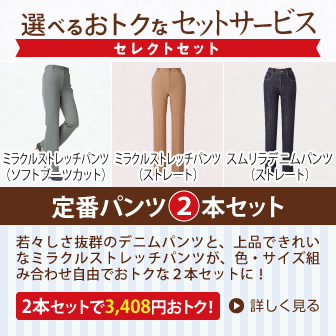 選べるおトクなセットサービス
セレクトセット
ミラクルストレッチパンツ
(ソフトブーツカット)
ミラクルストレッチパンツ
(ストレート)
スムリラデニムパンツ
(ストレート)
定番パンツ2本セット
若々しさ抜群のデニムパンツと、上品できれい
なミラクルストレッチパンツが、色・サイズ組
み合わせ自由でおトクな2本セットに!
2本セットで3,408円おトク!
詳しく見る